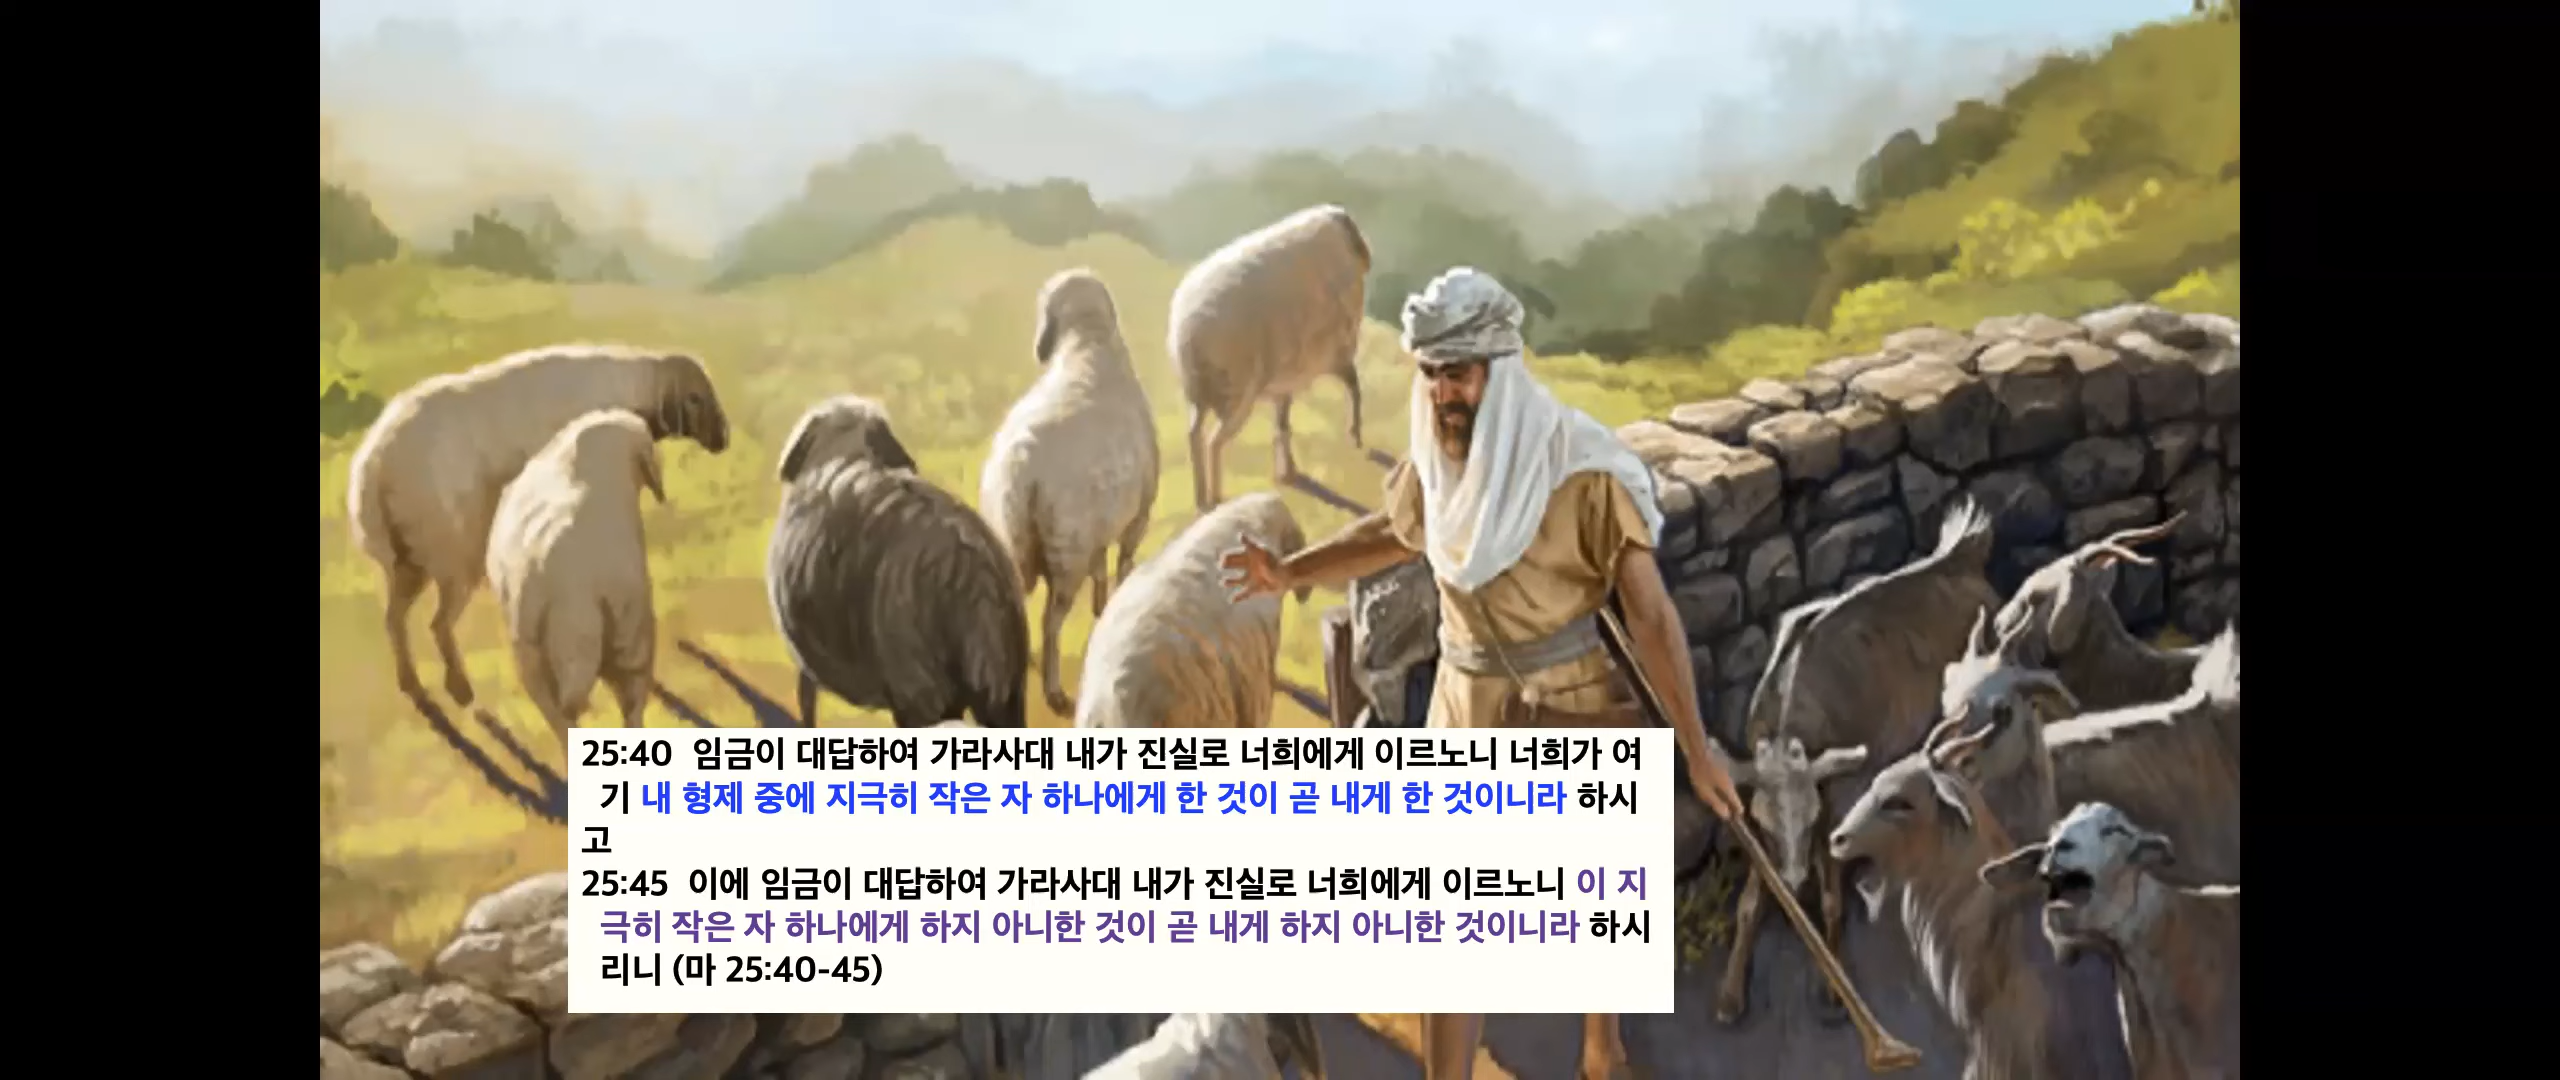 25:40 임금이 대답하여 가라사대 내가 진실로 너희에게 이르노니 너희가 여
기 내 형제 중에 지극히 작은 자 하나에게 한 것이 곧 내게 한 것이니라 하시
고
25:45 이에 임금이 대답하여 가라사대 내가 진실로 너희에게 이르노니 이 지
극히 작은 자 하나에게 하지 아니한 것이 곧 내게 하지 아니한 것이니라 하시
리니 (마 25:40-45)